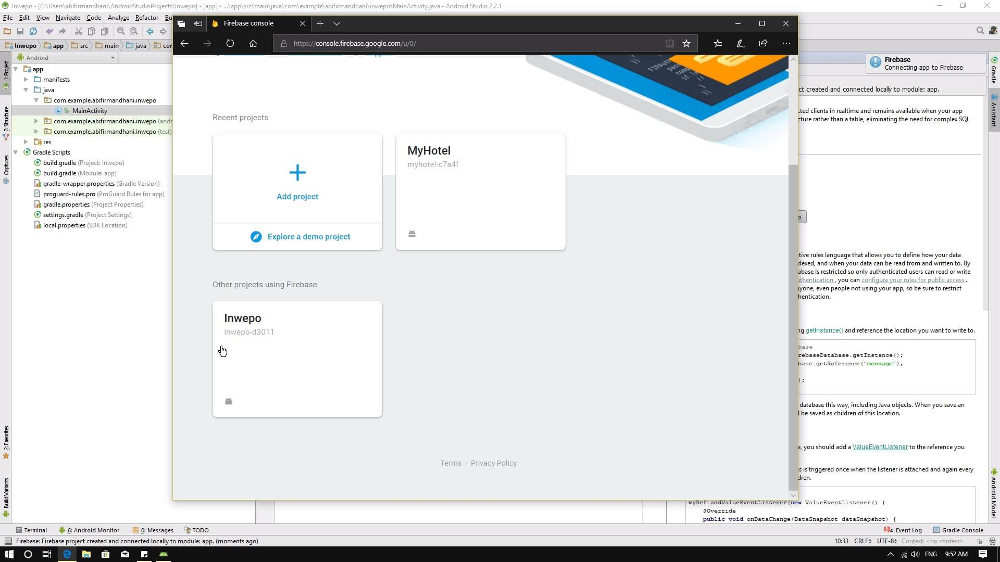 Inwepo - [C:\Users\abifirmandhani\AndroidStudioProjects\Inwepo] - [app] - ...\app\src\main\java\com\example\abifirmandhani\inwepo\MainActivity.java - Android Studio 2.2.1
File Edit View Navigate Code Analyze Refactor Bu
Firebase console
https://console.firebase.google.com/u/0/
Inwepo app src main java co
Android
Firebase
Connecting app to Firebase
ct created and connected locally to module: app.
1: Project
7: Structure
Captures
2: Favorites
Build Variants
Gradle
Assistant
Android Model
app
manifests
java
com.example.abifirmandhani.inwepo
MainActivity
com.example.abifirmandhani.inwepo (andr
com.example.abifirmandhani.inwepo (test)
res
Gradle Scripts
build.gradle (Project: Inwepo)
build.gradle (Module: app)
gradle-wrapper.properties (Gradle Version)
proguard-rules.pro (ProGuard Rules for app)
gradle.properties (Project Properties)
settings.gradle (Project Settings)
local.properties (SDK Location)
FIRAuth
if (e
Recent projects
Add project
Explore a demo project
MyHotel
myhotel-c7a4f
Other projects using Firebase
Inwepo
inwepo-d3011
Terms · Privacy Policy
cted clients in realtime and remains available when your app
cture rather than a table, eliminating the need for complex SQL
p
tive rules language that allows you to define how your data
dexed, and when your data can be read from and written to. By
abase is restricted so only authenticated users can read or write
uthentication , you can configure your rules for public access .
yone, even people not using your app, so be sure to restrict
hentication.
ng getInstance() and reference the location you want to write to.
base
rebaseDatabase.getInstance();
base.getReference("message");
);
database this way, including Java objects. When you save an
l be saved as children of this location.
e, you should add a ValueEventListener to the reference you
s is triggered once when the listener is attached and again every
dren.
myRef.addValueEventListener(new ValueEventListener() {
@Override
public void onDataChange(DataSnapshot dataSnapshot) {
Terminal 6: Android Monitor 0: Messages TODO
4 Event Log Gradle Console
Firebase: Firebase project created and connected locally to module: app. (moments ago)
10:33 CRLF UTF-8 Context: <no context>
ENG 9:52 AM